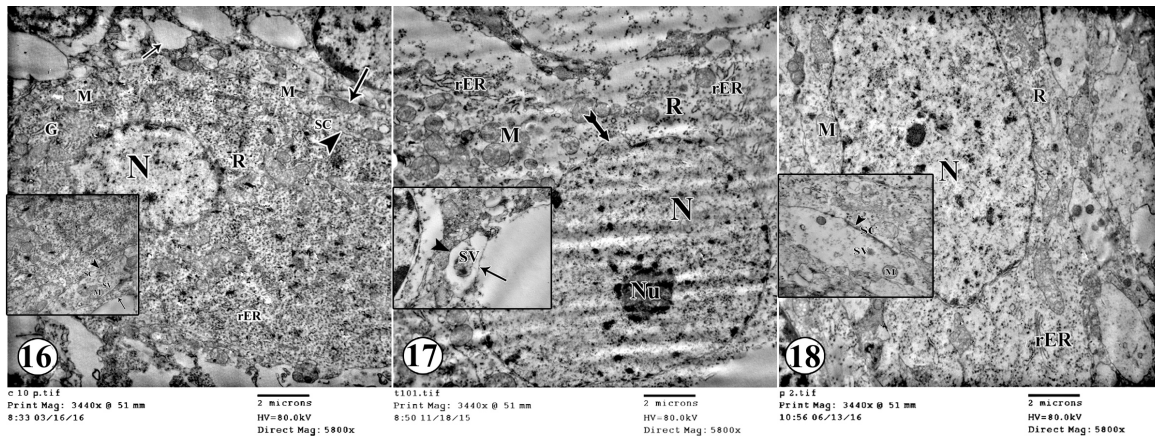 M
M
SC
G
N
R
SC
SV
M
rER
16
c 10 p.tif
Print Mag: 3440x @ 51 mm
8:33 03/16/16
2 microns
HV=80.0kV
Direct Mag: 5800x
rER
rER
R
M
N
SV
Nu
17
t101.tif
Print Mag: 3440x @ 51 mm
8:50 11/18/15
2 microns
HV=80.0kV
Direct Mag: 5800x
R
M
N
SC
SV
M
rER
18
p 2.tif
Print Mag: 3440x @ 51 mm
10:56 06/13/16
2 microns
HV=80.0kV
Direct Mag: 5800x